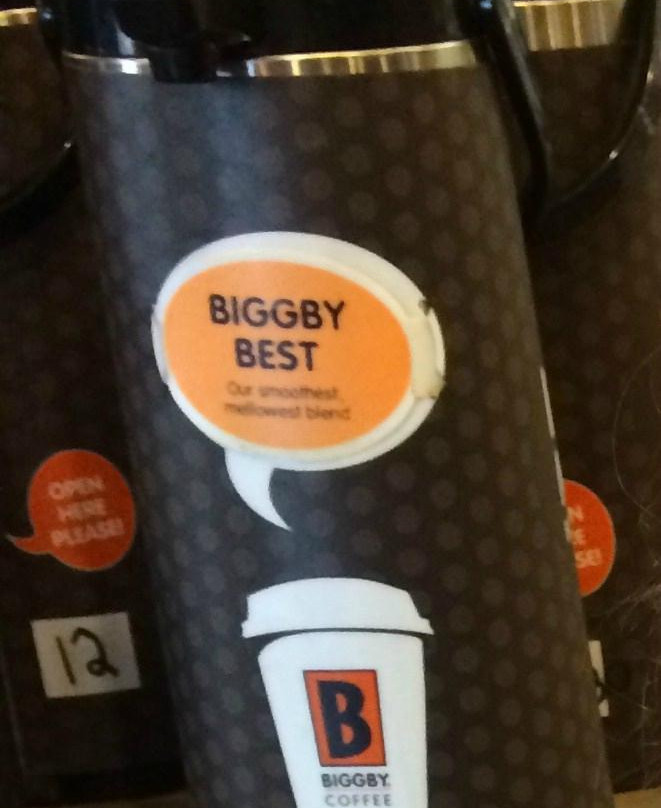 BIGGBY
BEST
Our smoothest,
mellowest blend
OPEN
HERE
PLEASE!
12
B
BIGGBY
COFFEE